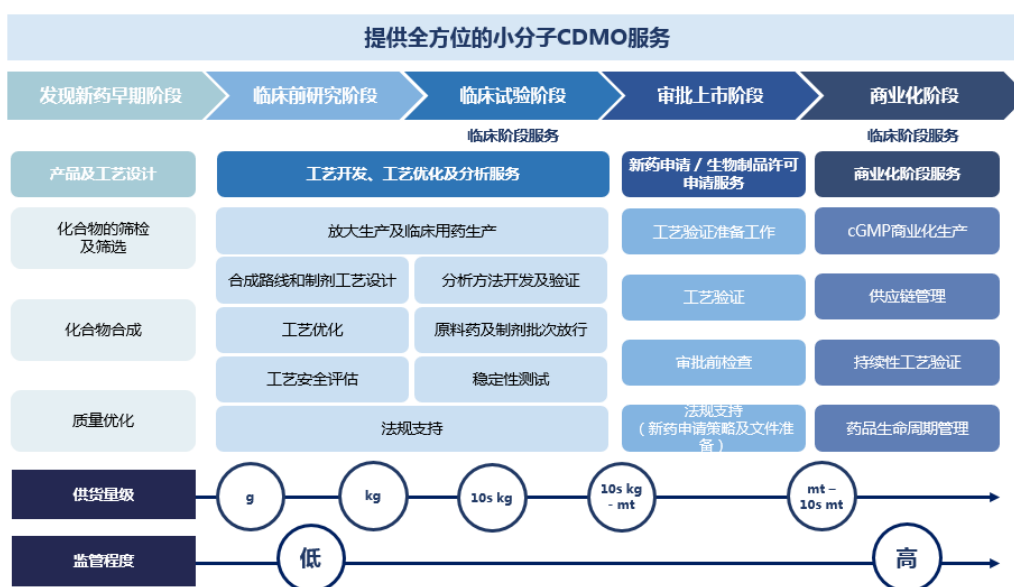 提供全方位的小分子CDMO服务
发现新药早期阶段
临床前研究阶段
临床试验阶段
审批上市阶段
商业化阶段
临床阶段服务
临床阶段服务
产品及工艺设计
工艺开发、工艺优化及分析服务
新药申请 / 生物制品许可
申请服务
商业化阶段服务
化合物的筛检
及筛选
放大生产及临床用药生产
工艺验证准备工作
cGMP商业化生产
合成路线和制剂工艺设计
分析方法开发及验证
工艺验证
供应链管理
化合物合成
工艺优化
原料药及制剂批次放行
审批前检查
持续性工艺验证
工艺安全评估
稳定性测试
质量优化
法规支持
法规支持
（新药申请策略及文件准
备）
药品生命周期管理
供货量级
g
kg
10s kg
10s kg
- mt
mt –
10s mt
监管程度
低
高